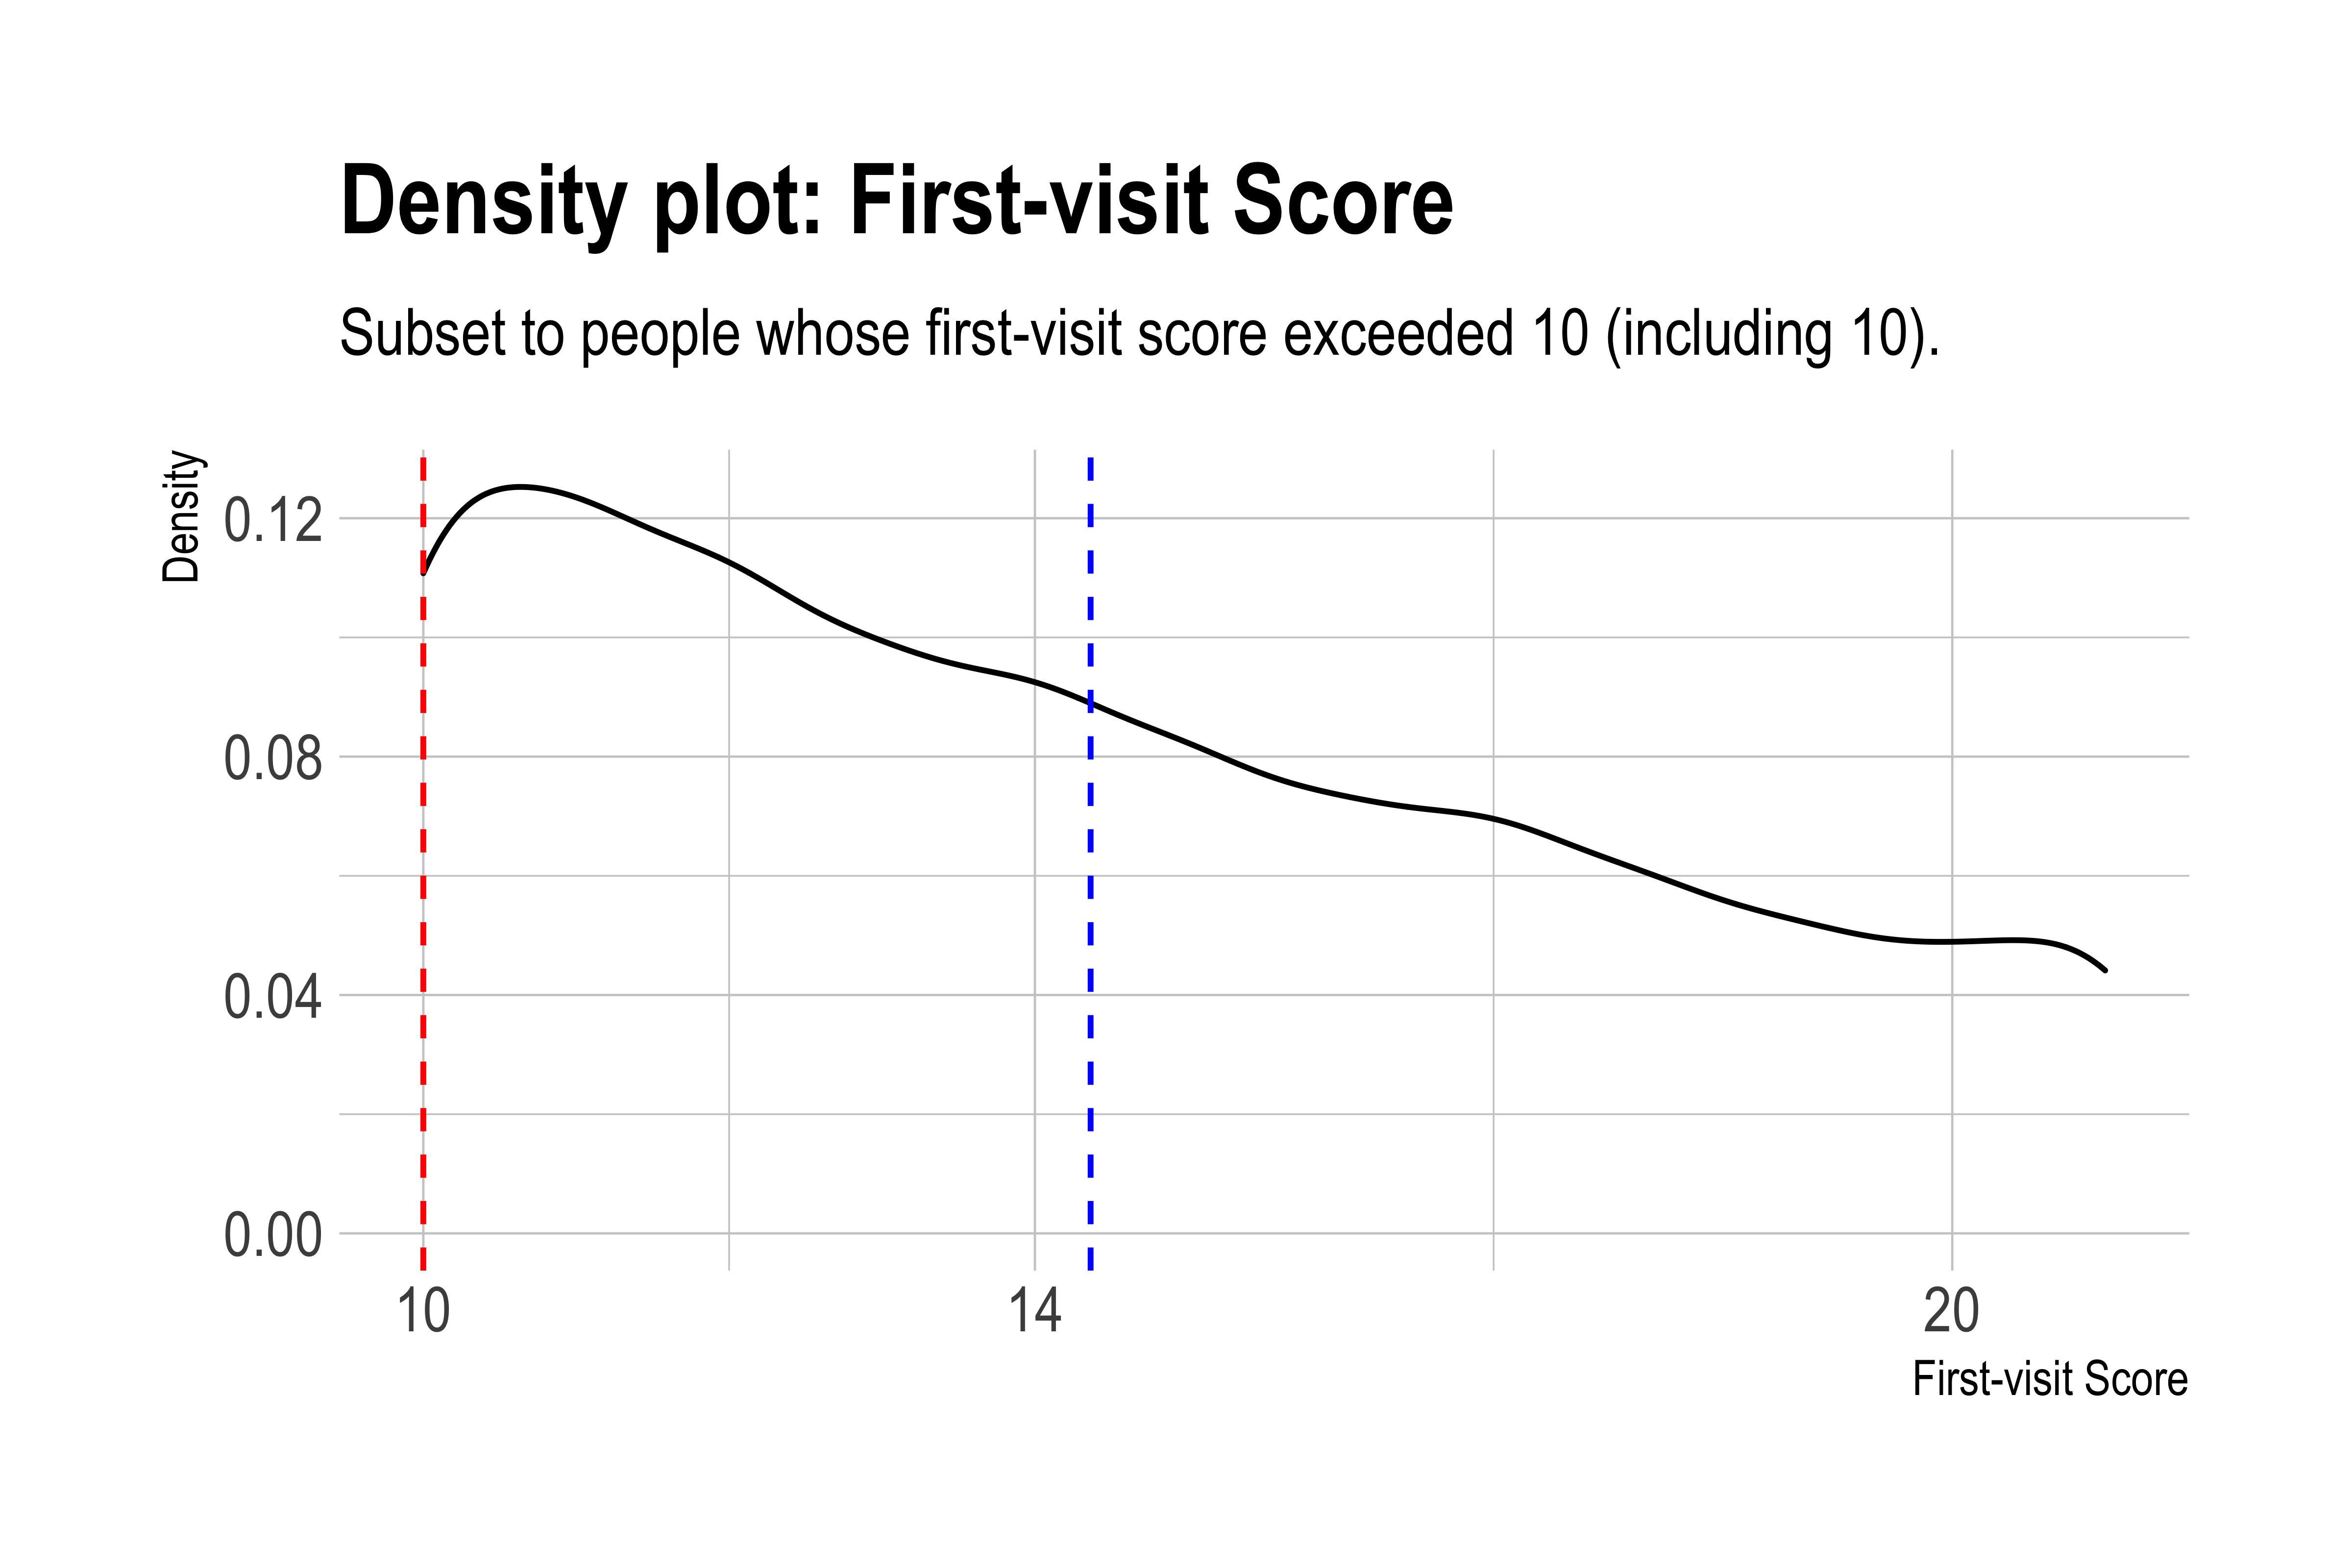 Density plot: First-visit Score
Subset to people whose first-visit score exceeded 10 (including 10).
Density
0.12
0.08
0.04
0.00
10 14 20
First-visit Score